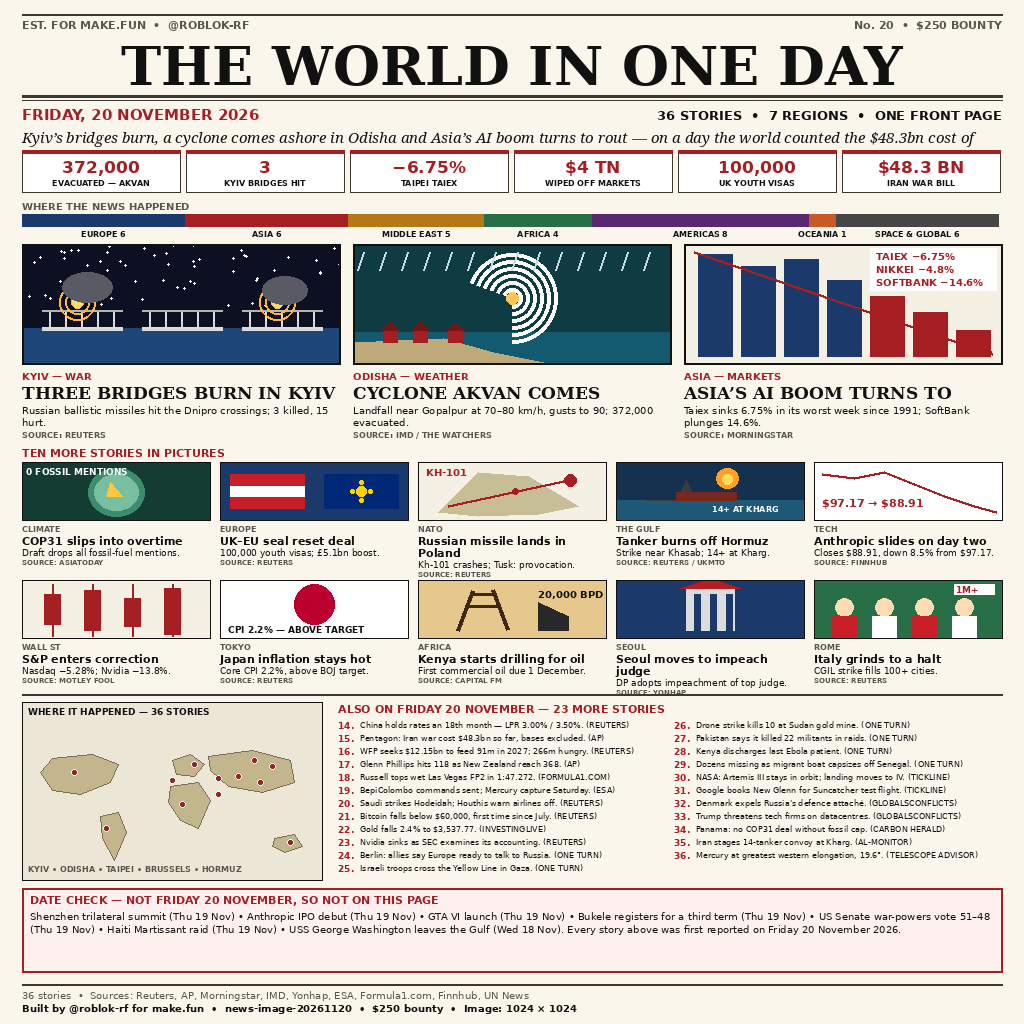 EST. FOR MAKE.FUN • @ROBLOK-RF
No. 20 • $250 BOUNTY
THE WORLD IN ONE DAY
FRIDAY, 20 NOVEMBER 2026
36 STORIES • 7 REGIONS • ONE FRONT PAGE
Kyiv’s bridges burn, a cyclone comes ashore in Odisha and Asia’s AI boom turns to rout — on a day the world counted the $48.3bn cost of
372,000
EVACUATED — AKVAN
3
KYIV BRIDGES HIT
−6.75%
TAIPEI TAIEX
$4 TN
WIPED OFF MARKETS
100,000
UK YOUTH VISAS
$48.3 BN
IRAN WAR BILL
WHERE THE NEWS HAPPENED
EUROPE 6
ASIA 6
MIDDLE EAST 5
AFRICA 4
AMERICAS 8
OCEANIA 1
SPACE & GLOBAL 6
TAIEX −6.75%
NIKKEI −4.8%
SOFTBANK −14.6%
KYIV — WAR
THREE BRIDGES BURN IN KYIV
Russian ballistic missiles hit the Dnipro crossings; 3 killed, 15
hurt.
SOURCE: REUTERS
ODISHA — WEATHER
CYCLONE AKVAN COMES
Landfall near Gopalpur at 70–80 km/h, gusts to 90; 372,000
evacuated.
SOURCE: IMD / THE WATCHERS
ASIA — MARKETS
ASIA’S AI BOOM TURNS TO
Taiex sinks 6.75% in its worst week since 1991; SoftBank
plunges 14.6%.
SOURCE: MORNINGSTAR
TEN MORE STORIES IN PICTURES
0 FOSSIL MENTIONS
CLIMATE
COP31 slips into overtime
Draft drops all fossil-fuel mentions.
SOURCE: ASIATODAY
EUROPE
UK–EU seal reset deal
100,000 youth visas; £5.1bn boost.
SOURCE: REUTERS
KH-101
NATO
Russian missile lands in
Poland
Kh-101 crashes; Tusk: provocation.
SOURCE: REUTERS
14+ AT KHARG
THE GULF
Tanker burns off Hormuz
Strike near Khasab; 14+ at Kharg.
SOURCE: REUTERS / UKMTO
$97.17 → $88.91
TECH
Anthropic slides on day two
Closes $88.91, down 8.5% from $97.17.
SOURCE: FINNHUB
WALL ST
S&P enters correction
Nasdaq −5.28%; Nvidia −13.8%.
SOURCE: MOTLEY FOOL
CPI 2.2% — ABOVE TARGET
TOKYO
Japan inflation stays hot
Core CPI 2.2%, above BOJ target.
SOURCE: REUTERS
20,000 BPD
AFRICA
Kenya starts drilling for oil
First commercial oil due 1 December.
SOURCE: CAPITAL FM
SEOUL
Seoul moves to impeach
judge
DP adopts impeachment of top judge.
SOURCE: YONHAP
1M+
ROME
Italy grinds to a halt
CGIL strike fills 100+ cities.
SOURCE: REUTERS
WHERE IT HAPPENED — 36 STORIES
KYIV • ODISHA • TAIPEI • BRUSSELS • HORMUZ
ALSO ON FRIDAY 20 NOVEMBER — 23 MORE STORIES
14. China holds rates an 18th month — LPR 3.00% / 3.50%. (REUTERS)
15. Pentagon: Iran war cost $48.3bn so far, bases excluded. (AP)
16. WFP seeks $12.15bn to feed 91m in 2027; 266m hungry. (REUTERS)
17. Glenn Phillips hits 118 as New Zealand reach 368. (AP)
18. Russell tops wet Las Vegas FP2 in 1:47.272. (FORMULA1.COM)
19. BepiColombo commands sent; Mercury capture Saturday. (ESA)
20. Saudi strikes Hodeidah; Houthis warn airlines off. (REUTERS)
21. Bitcoin falls below $60,000, first time since July. (REUTERS)
22. Gold falls 2.4% to $3,537.77. (INVESTINGLIVE)
23. Nvidia sinks as SEC examines its accounting. (REUTERS)
24. Berlin: allies say Europe ready to talk to Russia. (ONE TURN)
25. Israeli troops cross the Yellow Line in Gaza. (ONE TURN)
26. Drone strike kills 10 at Sudan gold mine. (ONE TURN)
27. Pakistan says it killed 22 militants in raids. (ONE TURN)
28. Kenya discharges last Ebola patient. (ONE TURN)
29. Dozens missing as migrant boat capsizes off Senegal. (ONE TURN)
30. NASA: Artemis III stays in orbit; landing moves to IV. (TICKLINE)
31. Google books New Glenn for Suncatcher test flight. (TICKLINE)
32. Denmark expels Russia’s defence attaché. (GLOBALSCONFLICTS)
33. Trump threatens tech firms on datacentres. (GLOBALSCONFLICTS)
34. Panama: no COP31 deal without fossil cap. (CARBON HERALD)
35. Iran stages 14-tanker convoy at Kharg. (AL-MONITOR)
36. Mercury at greatest western elongation, 19.6°. (TELESCOPE ADVISOR)
DATE CHECK — NOT FRIDAY 20 NOVEMBER, SO NOT ON THIS PAGE
Shenzhen trilateral summit (Thu 19 Nov) • Anthropic IPO debut (Thu 19 Nov) • GTA VI launch (Thu 19 Nov) • Bukele registers for a third term (Thu 19 Nov) • US Senate war-powers vote 51–48
(Thu 19 Nov) • Haiti Martissant raid (Thu 19 Nov) • USS George Washington leaves the Gulf (Wed 18 Nov). Every story above was first reported on Friday 20 November 2026.
36 stories • Sources: Reuters, AP, Morningstar, IMD, Yonhap, ESA, Formula1.com, Finnhub, UN News
Built by @roblok-rf for make.fun • news-image-20261120 • $250 bounty • Image: 1024 × 1024